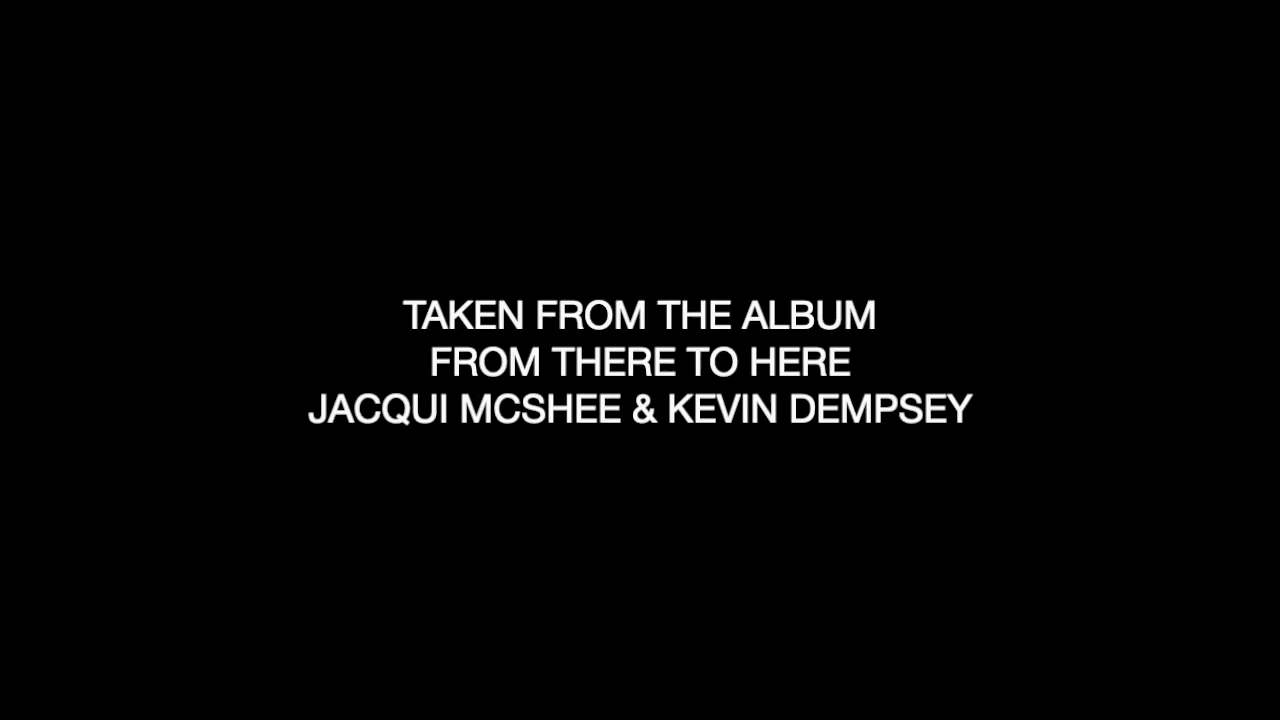 TAKEN FROM THE ALBUM
FROM THERE TO HERE
JACQUI MCSHEE & KEVIN DEMPSEY